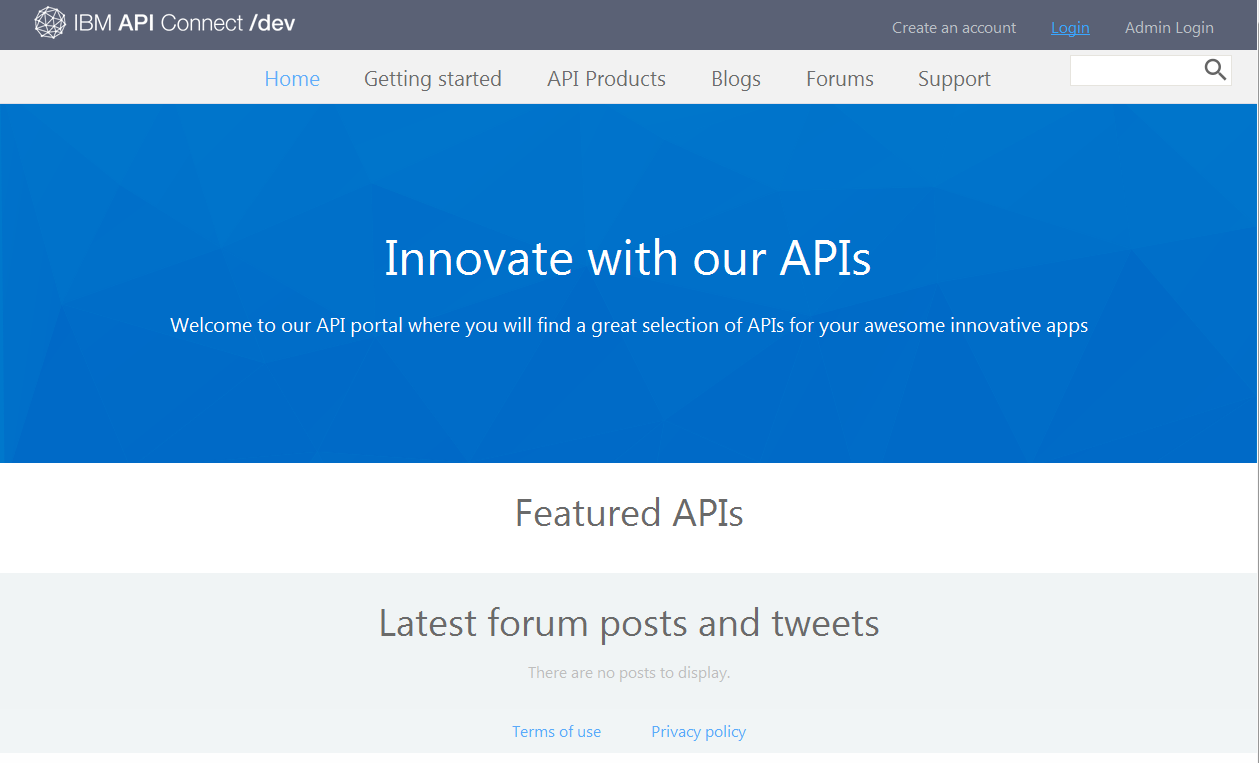 IBM API Connect /dev
Create an account Login Admin Login
Home Getting started API Products Blogs Forums Support
Innovate with our APIs
Welcome to our API portal where you will find a great selection of APIs for your awesome innovative apps
Featured APIs
Latest forum posts and tweets
There are no posts to display.
Terms of use Privacy policy